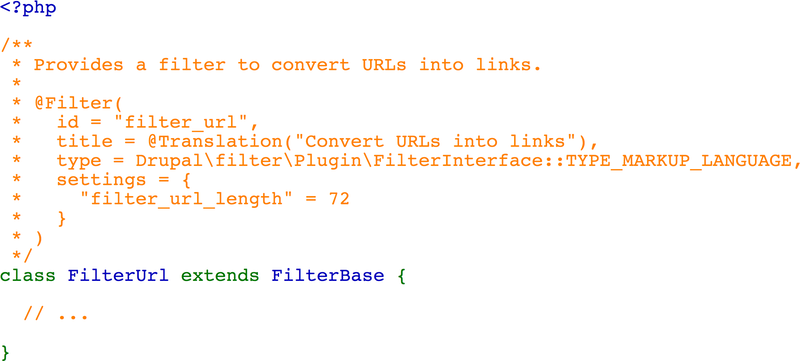 <?php
/**
 * Provides a filter to convert URLs into links.
 *
 * @Filter(
 *   id = "filter_url",
 *   title = @Translation("Convert URLs into links"),
 *   type = Drupal\filter\Plugin\FilterInterface::TYPE_MARKUP_LANGUAGE,
 *   settings = {
 *     "filter_url_length" = 72
 *   }
 * )
 */
class FilterUrl extends FilterBase {
  // ...
}